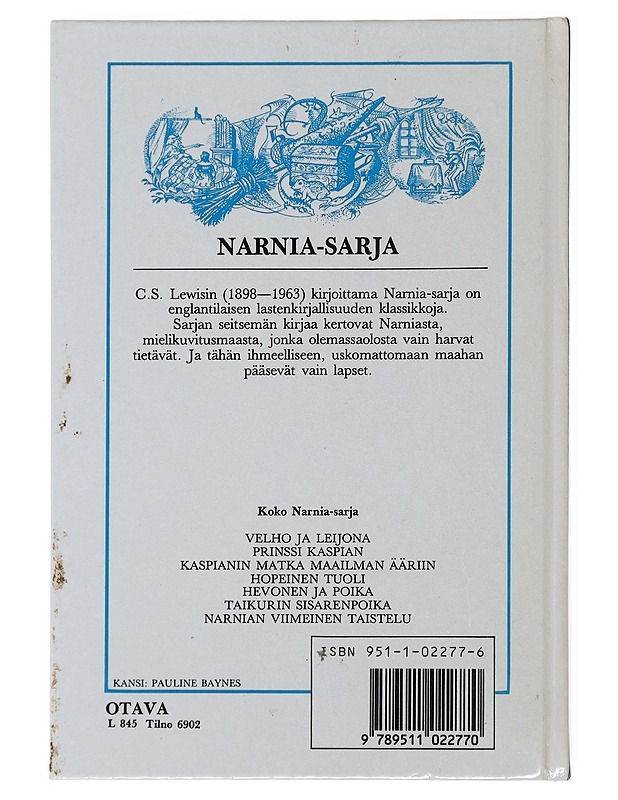 NARNIA-SARJA
C.S. Lewisin (1898—1963) kirjoittama Narnia-sarja on
englantilaisen lastenkirjallisuuden klassikkoja.
Sarjan seitsemän kirjaa kertovat Narniasta,
mielikuvitusmaasta, jonka olemassaolosta vain harvat
tietävät. Ja tähän ihmeelliseen, uskomattomaan maahan
pääsevät vain lapset.
Koko Narnia-sarja
VELHO JA LEIJONA
PRINSSI KASPIAN
KASPIANIN MATKA MAAILMAN ÄÄRIIN
HOPEINEN TUOLI
HEVONEN JA POIKA
TAIKURIN SISARENPOIKA
NARNIAN VIIMEINEN TAISTELU
ISBN 951-1-02277-6
9 789511 022770
KANSI: PAULINE BAYNES
OTAVA
L 845 Tilno 6902